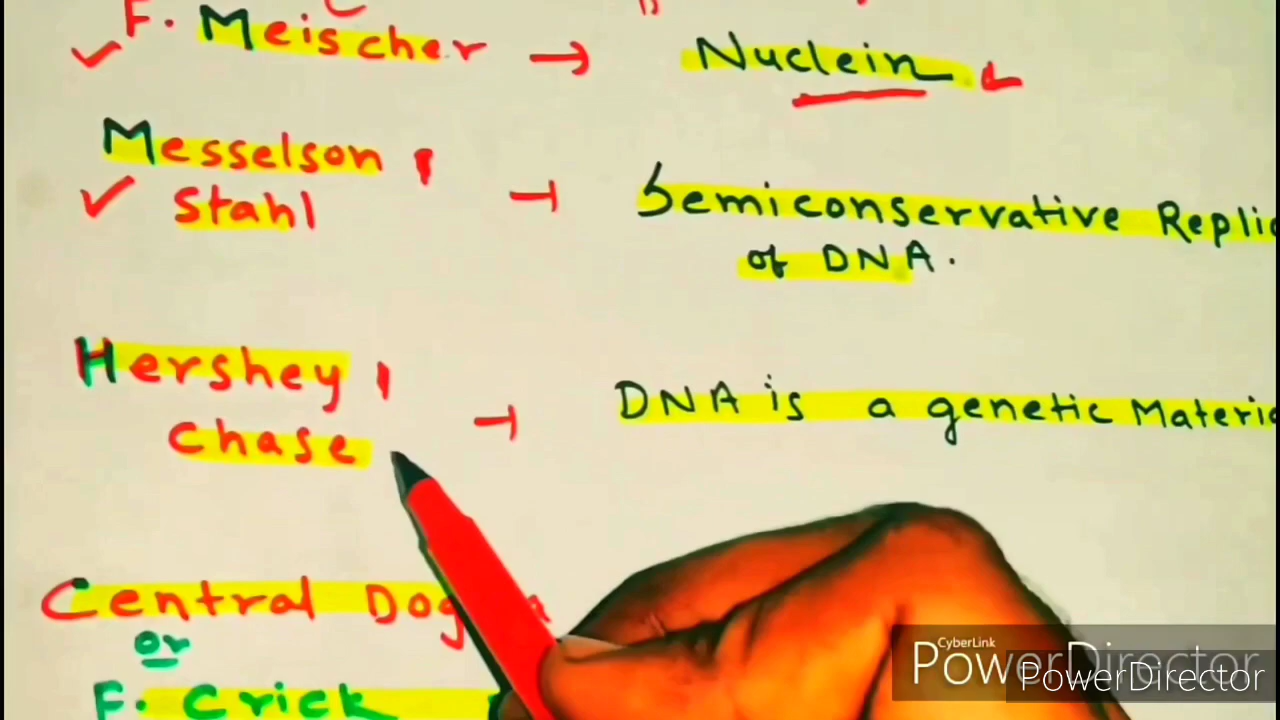 F. Meischer → Nuclein
Messelson
Stahl
Semiconservative Replic
of DNA.
Hershey
chase
DNA is a genetic Materia
Central Dog
or
F. Crick
CyberLink
PowerDirector
PowerDirector